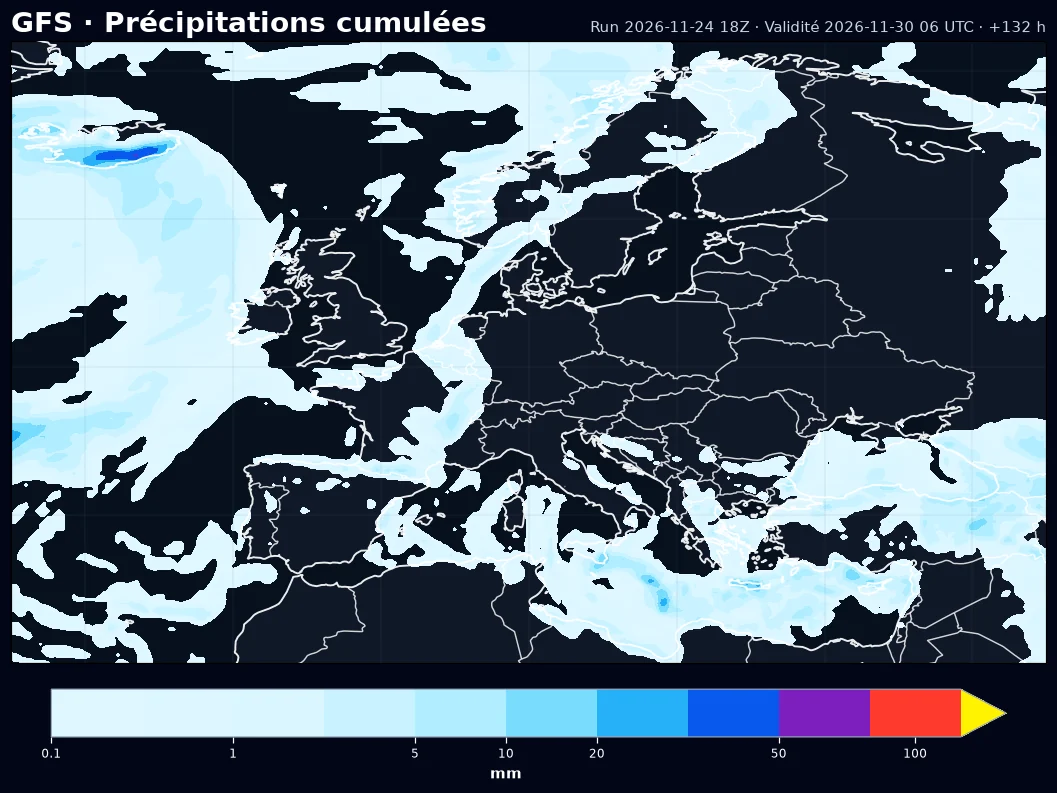 GFS · Précipitations cumulées
Run 2026-11-24 18Z · Validité 2026-11-30 06 UTC · +132 h
0.1 1 5 10 20 50 100
mm